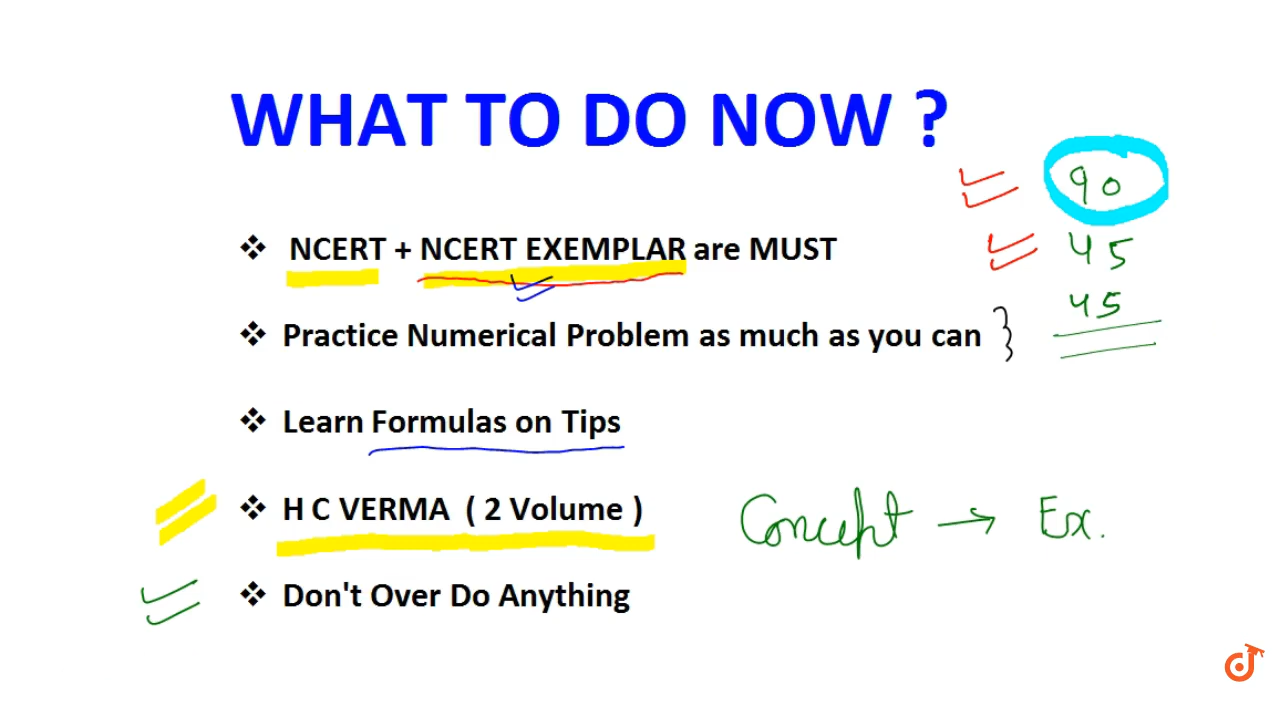 WHAT TO DO NOW ?
90
❖ NCERT + NCERT EXEMPLAR are MUST
45
45
❖ Practice Numerical Problem as much as you can
❖ Learn Formulas on Tips
❖ H C VERMA ( 2 Volume )
Concept → Ex.
❖ Don't Over Do Anything